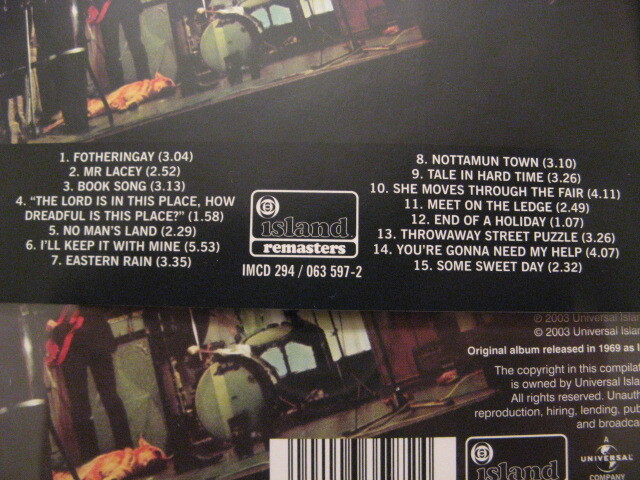 1. FOTHERINGAY (3.04)
2. MR LACEY (2.52)
3. BOOK SONG (3.13)
4. “THE LORD IS IN THIS PLACE, HOW
DREADFUL IS THIS PLACE?” (1.58)
5. NO MAN'S LAND (2.29)
6. I'LL KEEP IT WITH MINE (5.53)
7. EASTERN RAIN (3.35)
island
remasters
IMCD 294 / 063 597-2
8. NOTTAMUN TOWN (3.10)
9. TALE IN HARD TIME (3.26)
10. SHE MOVES THROUGH THE FAIR (4.11)
11. MEET ON THE LEDGE (2.49)
12. END OF A HOLIDAY (1.07)
13. THROWAWAY STREET PUZZLE (3.26)
14. YOU'RE GONNA NEED MY HELP (4.07)
15. SOME SWEET DAY (2.32)
℗ 2003 Universal Islan
© 2003 Universal Islan
Original album released in 1969 as I
The copyright in this compilat
is owned by Universal Isla
All rights reserved. Unauth
reproduction, hiring, lending, pub
and broadca
island
A
UNIVERSAL
COMPANY